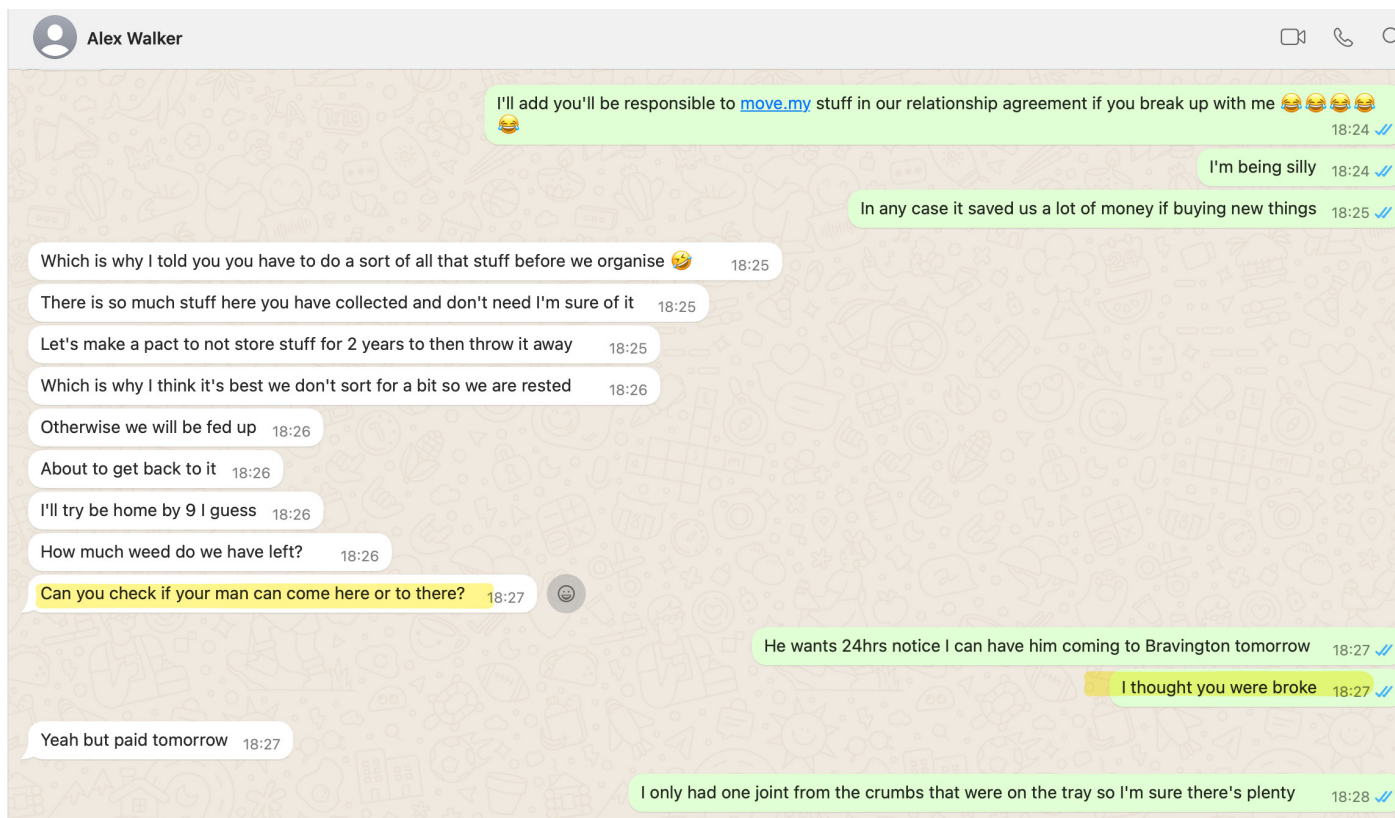 Alex Walker
I'll add you'll be responsible to move.my stuff in our relationship agreement if you break up with me 😂😂😂😂
😂
18:24
I'm being silly 18:24
In any case it saved us a lot of money if buying new things 18:25
Which is why I told you you have to do a sort of all that stuff before we organise 🤣 18:25
There is so much stuff here you have collected and don't need I'm sure of it 18:25
Let's make a pact to not store stuff for 2 years to then throw it away 18:25
Which is why I think it's best we don't sort for a bit so we are rested 18:26
Otherwise we will be fed up 18:26
About to get back to it 18:26
I'll try be home by 9 I guess 18:26
How much weed do we have left? 18:26
Can you check if your man can come here or to there? 18:27
He wants 24hrs notice I can have him coming to Bravington tomorrow 18:27
I thought you were broke 18:27
Yeah but paid tomorrow 18:27
I only had one joint from the crumbs that were on the tray so I'm sure there's plenty 18:28